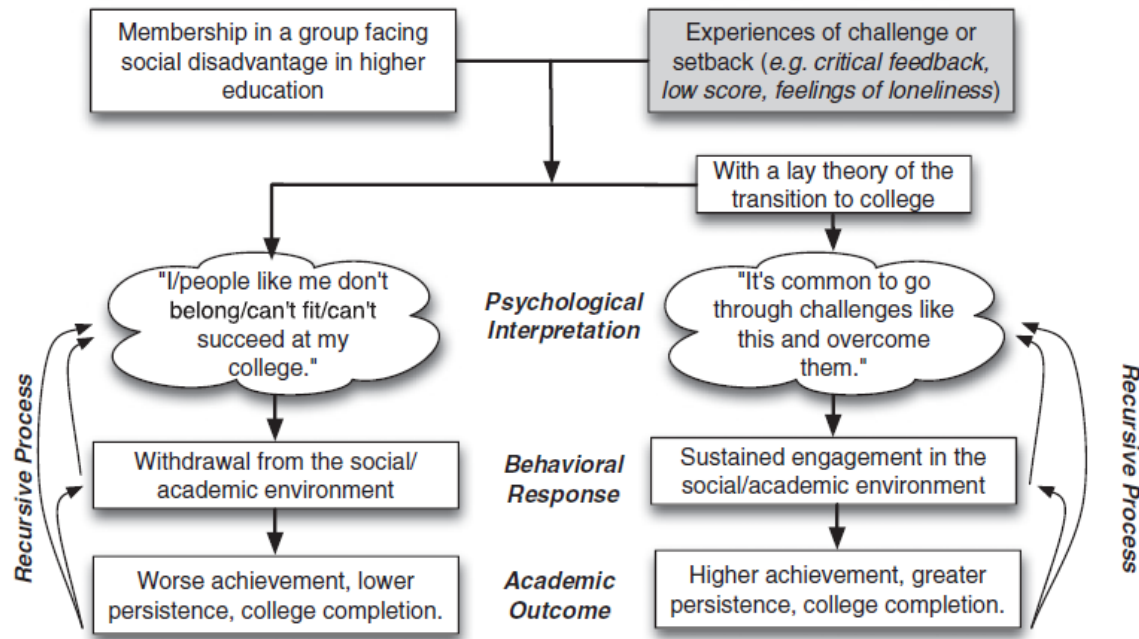 Membership in a group facing
social disadvantage in higher
education
Experiences of challenge or
setback (e.g. critical feedback,
low score, feelings of loneliness)
With a lay theory of the
transition to college
"I/people like me don't
belong/can't fit/can't
succeed at my
college."
Psychological
Interpretation
"It's common to go
through challenges like
this and overcome
them."
Recursive Process
Withdrawal from the social/
academic environment
Behavioral
Response
Sustained engagement in the
social/academic environment
Recursive Process
Worse achievement, lower
persistence, college completion.
Academic
Outcome
Higher achievement, greater
persistence, college completion.